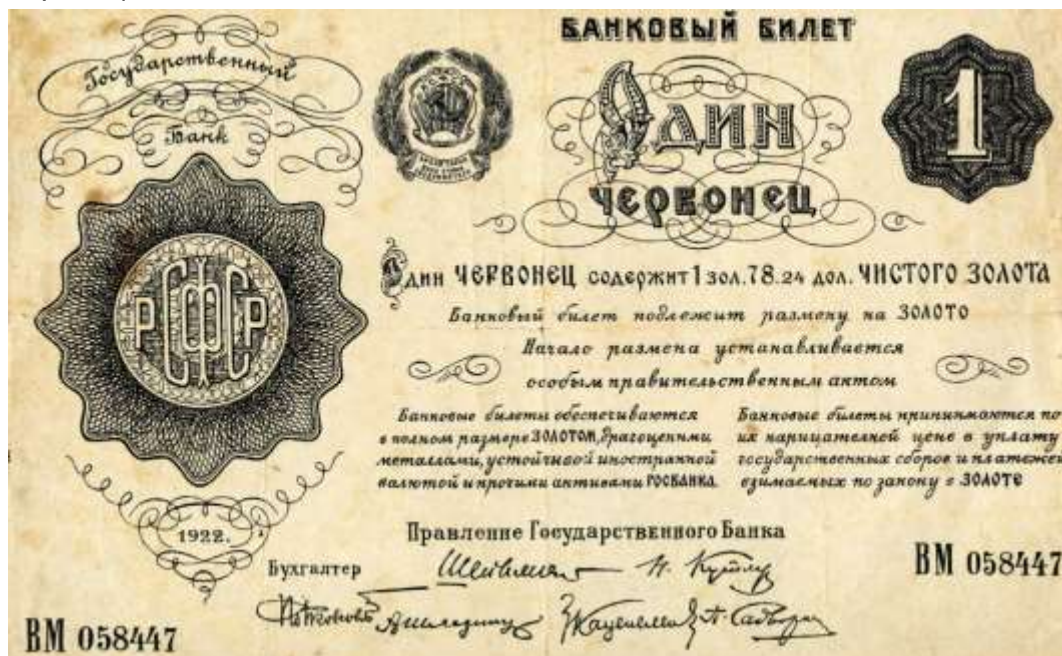 Государственный
Банк
БАНКОВЫЙ БИЛЕТ
ОДИН
ЧЕРВОНЕЦ
1
РСФСР
Один ЧЕРВОНЕЦ содержит 1 зол. 78.24 дол. ЧИСТОГО ЗОЛОТА
Банковый билет подлежит размену на ЗОЛОТО
Начало размена устанавливается
особым правительственным актом
Банковые билеты обеспечиваются
в полном размере ЗОЛОТОМ, драгоценными
металлами, устойчивой иностранной
валютой и прочими активами ГОСБАНКА.
Банковые билеты принимаются по
их нарицательной цене в уплату
государственных сборов и платежей
взимаемых по закону в ЗОЛОТЕ
1922.
Правление Государственного Банка
Бухгалтер
ВМ 058447
ВМ 058447